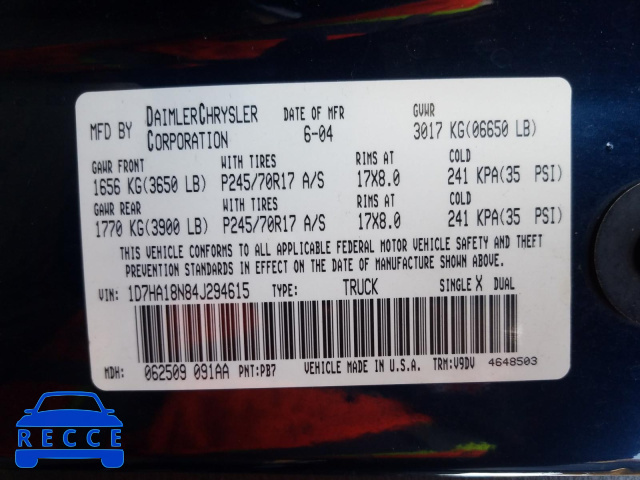 MFD BY DAIMLERCHRYSLER CORPORATION DATE OF MFR 6-04 GVWR 3017 KG(06650 LB)
GAWR FRONT WITH TIRES RIMS AT COLD
1656 KG(3650 LB) P245/70R17 A/S 17X8.0 241 KPA(35 PSI)
GAWR REAR WITH TIRES RIMS AT COLD
1770 KG(3900 LB) P245/70R17 A/S 17X8.0 241 KPA(35 PSI)
THIS VEHICLE CONFORMS TO ALL APPLICABLE FEDERAL MOTOR VEHICLE SAFETY AND THEFT
PREVENTION STANDARDS IN EFFECT ON THE DATE OF MANUFACTURE SHOWN ABOVE.
VIN: 1D7HA18N84J294615 TYPE: TRUCK SINGLE X DUAL
MDH: 062509 091AA PNT:PB7 VEHICLE MADE IN U.S.A. TRM:V9DV 4648503
RECCE